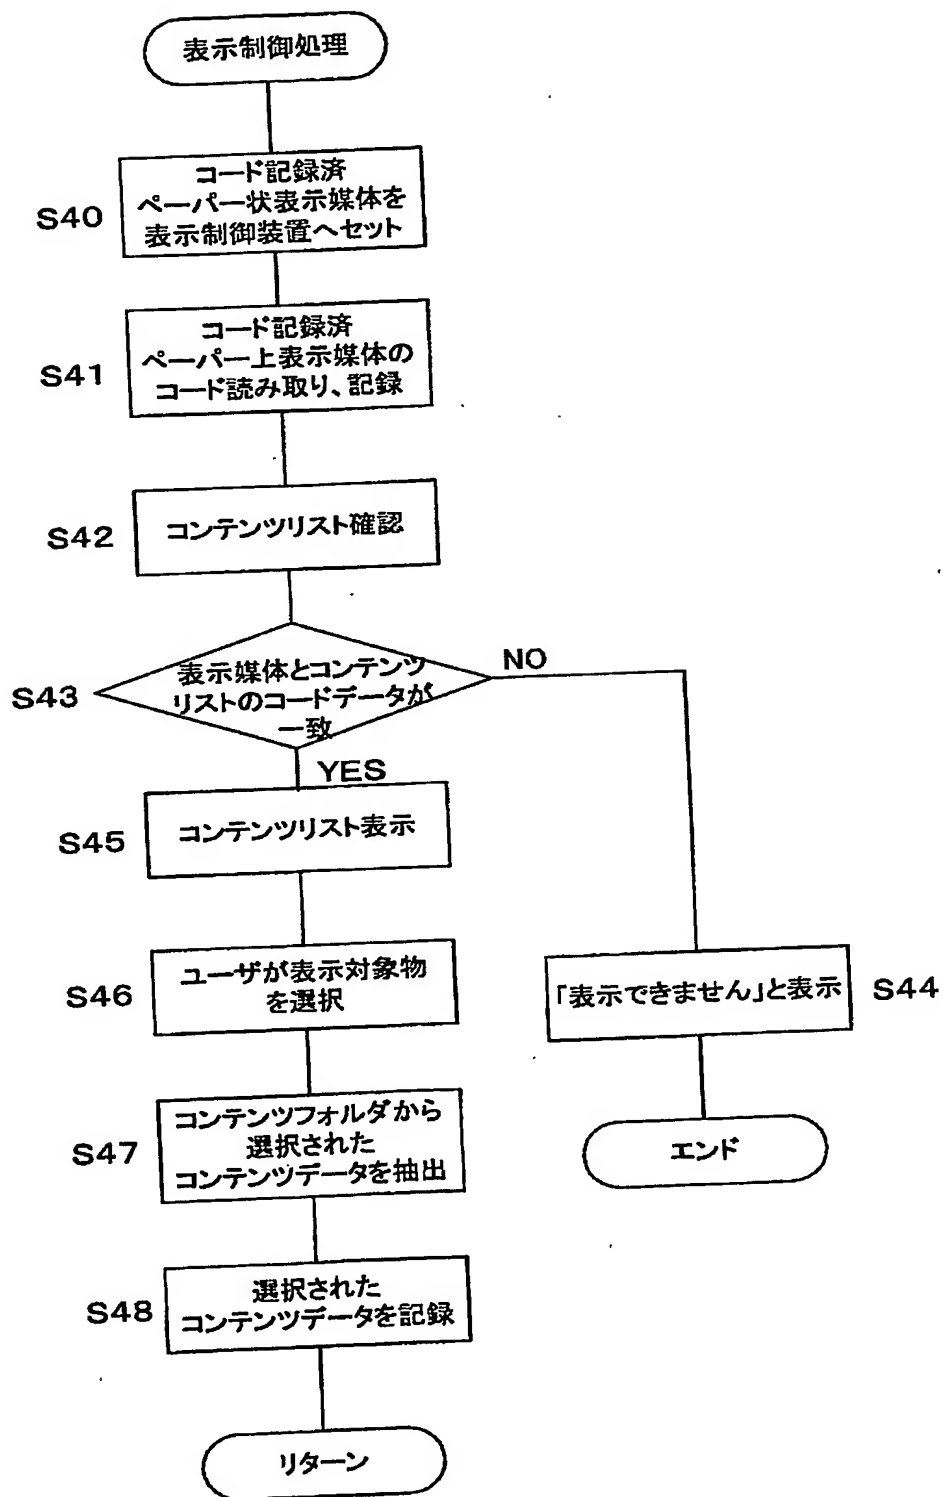 表示制御処理
S40
コード記録済
ペーパー状表示媒体を
表示制御装置へセット
S41
コード記録済
ペーパー上表示媒体の
コード読み取り、記録
S42
コンテンツリスト確認
S43
表示媒体とコンテンツ
リストのコードデータが
一致
NO
YES
S45
コンテンツリスト表示
S46
ユーザが表示対象物
を選択
「表示できません」と表示
S44
S47
コンテンツフォルダから
選択された
コンテンツデータを抽出
エンド
S48
選択された
コンテンツデータを記録
リターン